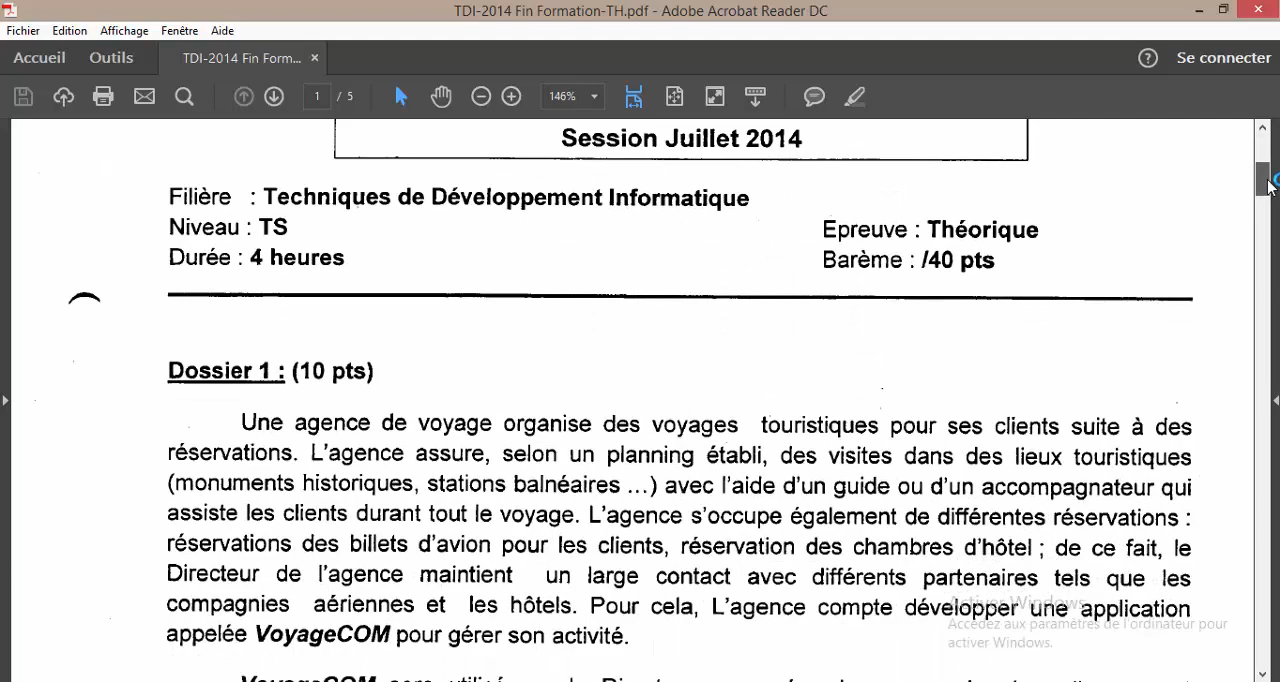 TDI-2014 Fin Formation-TH.pdf - Adobe Acrobat Reader DC
Fichier Edition Affichage Fenêtre Aide
Accueil Outils TDI-2014 Fin Form... × ? Se connecter
1 / 5 146%
Session Juillet 2014
Filière : Techniques de Développement Informatique
Niveau : TS
Epreuve : Théorique
Durée : 4 heures
Barème : /40 pts
Dossier 1 : (10 pts)
Une agence de voyage organise des voyages touristiques pour ses clients suite à des
réservations. L'agence assure, selon un planning établi, des visites dans des lieux touristiques
(monuments historiques, stations balnéaires ...) avec l'aide d'un guide ou d'un accompagnateur qui
assiste les clients durant tout le voyage. L'agence s'occupe également de différentes réservations :
réservations des billets d'avion pour les clients, réservation des chambres d'hôtel ; de ce fait, le
Directeur de l'agence maintient un large contact avec différents partenaires tels que les
compagnies aériennes et les hôtels. Pour cela, L'agence compte développer une application
appelée VoyageCOM pour gérer son activité.
Activer Windows
Accédez aux paramètres de l'ordinateur pour
activer Windows.
VoyageCOM